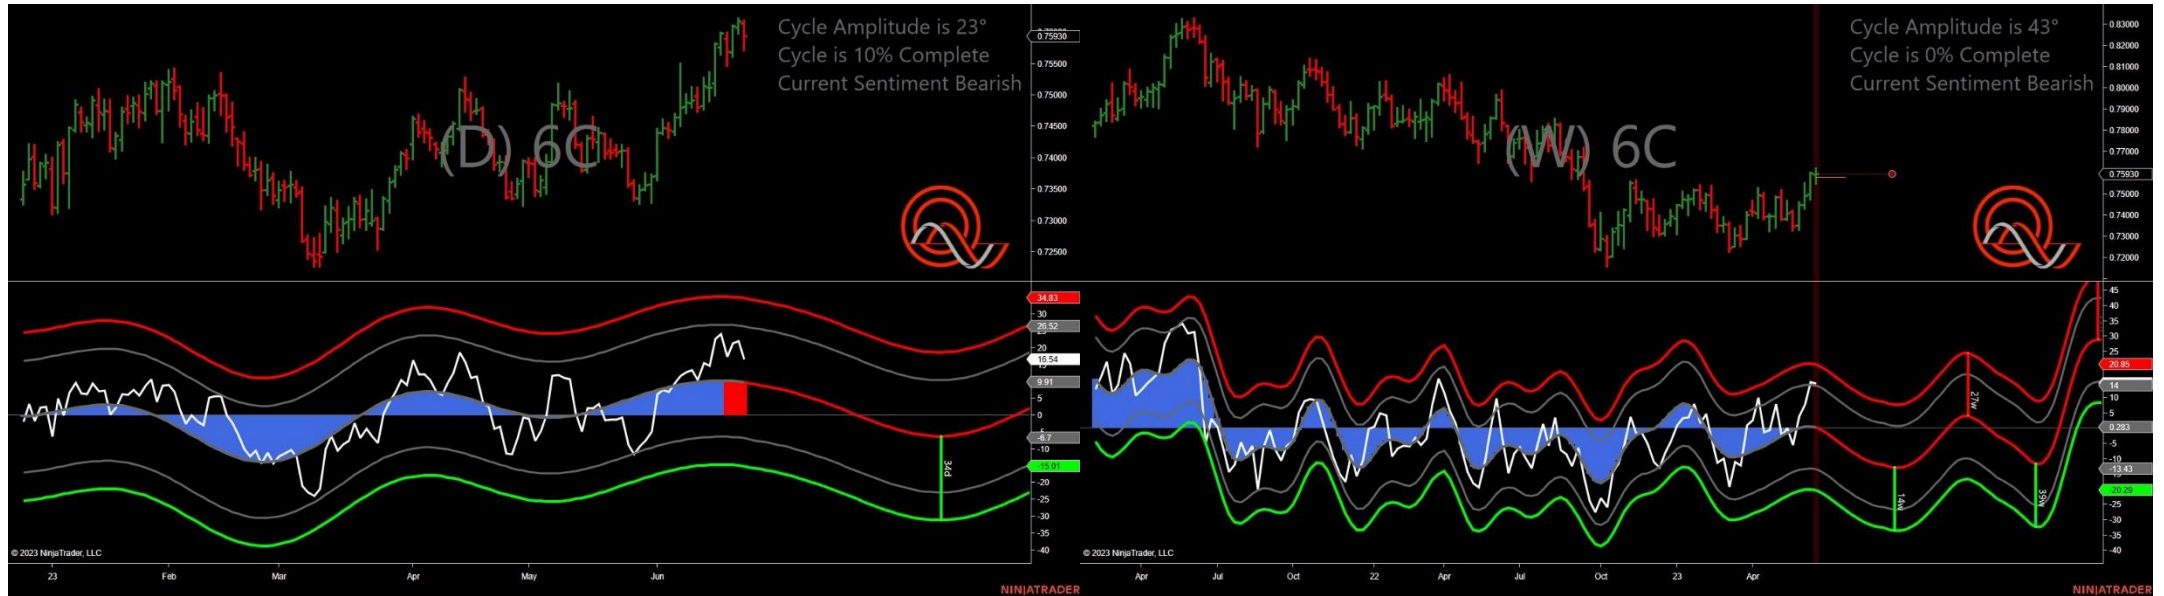 Cycle Amplitude is 23°
Cycle is 10% Complete
Current Sentiment Bearish
(D) 6C
0.75930
0.75500
0.75000
0.74500
0.74000
0.73500
0.73000
0.72500
34.83
30
26.52
20
16.54
9.91
5
0
-6.7
-10
-15.01
-20
-25
-30
-35
-40
34d
© 2023 NinjaTrader, LLC
23
Feb
Mar
Apr
May
Jun
NINJATRADER
Cycle Amplitude is 43°
Cycle is 0% Complete
Current Sentiment Bearish
(W) 6C
0.83000
0.82000
0.81000
0.80000
0.79000
0.78000
0.77000
0.75930
0.75000
0.74000
0.73000
0.72000
45
40
35
30
25
20.85
14
10
5
0.283
-5
-10
-13.43
-20.29
-25
-30
-35
-40
27w
14w
39w
© 2023 NinjaTrader, LLC
Apr
Jul
Oct
22
Apr
Jul
Oct
23
Apr
NINJATRADER